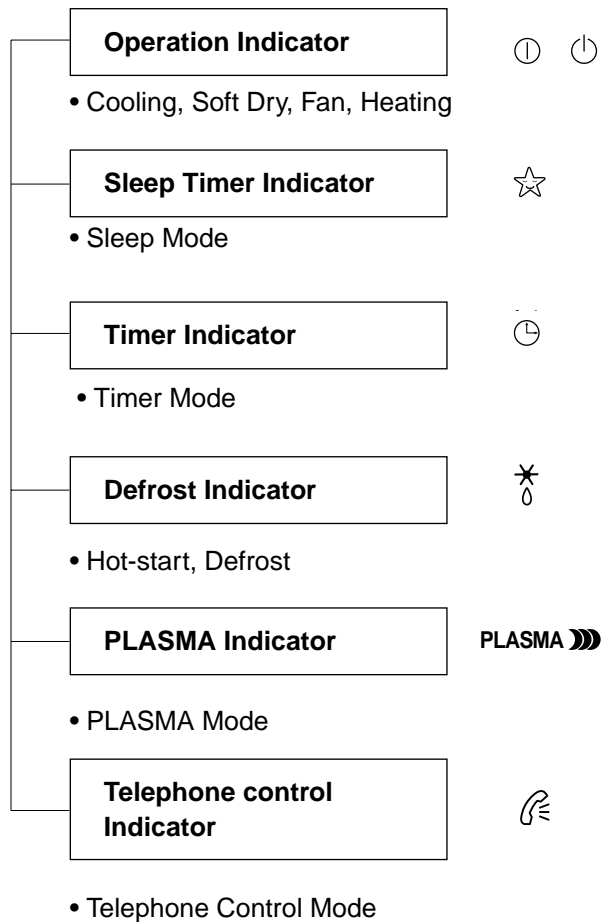 Operation Indicator
• Cooling, Soft Dry, Fan, Heating
Sleep Timer Indicator
• Sleep Mode
Timer Indicator
• Timer Mode
Defrost Indicator
• Hot-start, Defrost
PLASMA Indicator
PLASMA
• PLASMA Mode
Telephone control
Indicator
• Telephone Control Mode